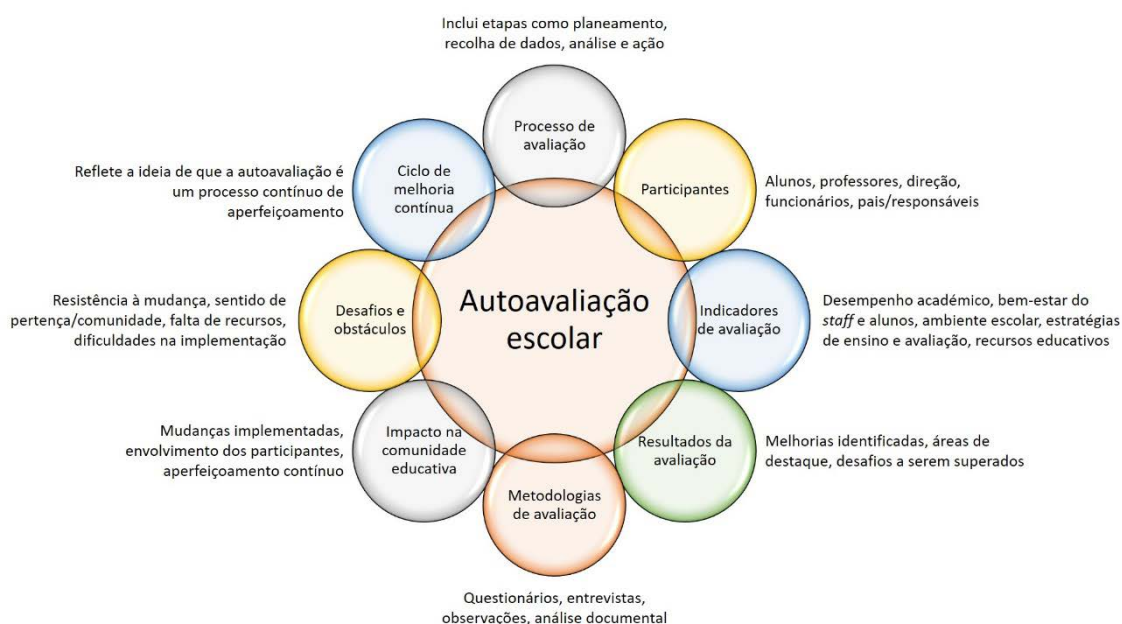 Inclui etapas como planeamento,
recolha de dados, análise e ação
Processo de
avaliação
Participantes
Alunos, professores, direção,
funcionários, pais/responsáveis
Indicadores
de avaliação
Desempenho académico, bem-estar do
staff e alunos, ambiente escolar, estratégias
de ensino e avaliação, recursos educativos
Resultados da
avaliação
Melhorias identificadas, áreas de
destaque, desafios a serem superados
Metodologias
de avaliação
Questionários, entrevistas,
observações, análise documental
Impacto na
comunidade
educativa
Mudanças implementadas,
envolvimento dos participantes,
aperfeiçoamento contínuo
Desafios e
obstáculos
Resistência à mudança, sentido de
pertença/comunidade, falta de recursos,
dificuldades na implementação
Ciclo de
melhoria
contínua
Reflete a ideia de que a autoavaliação é
um processo contínuo de
aperfeiçoamento
Autoavaliação
escolar